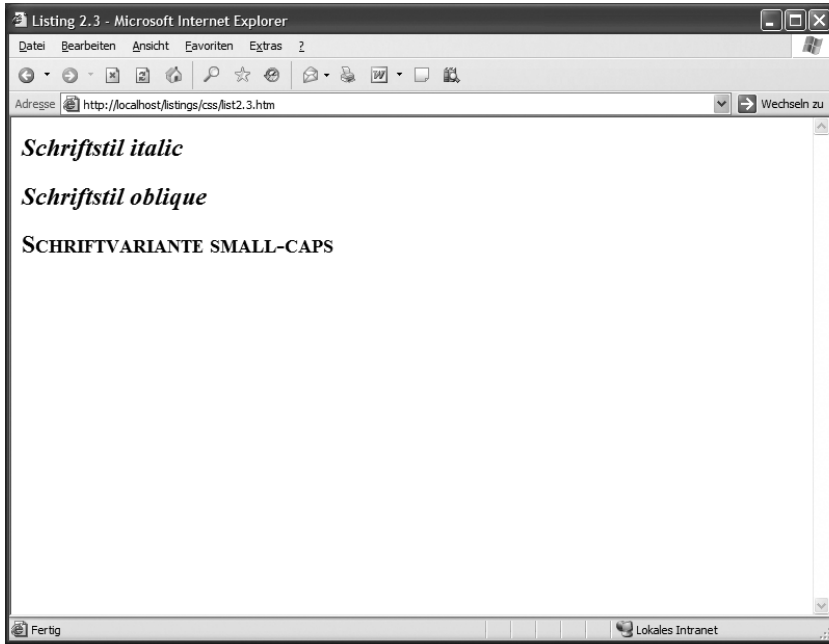 Listing 2.3 - Microsoft Internet Explorer
Datei Bearbeiten Ansicht Favoriten Extras ?
W
Adresse http://localhost/listings/css/list2.3.htm Wechseln zu
Schriftstil italic
Schriftstil oblique
Schriftvariante small-caps
Fertig Lokales Intranet